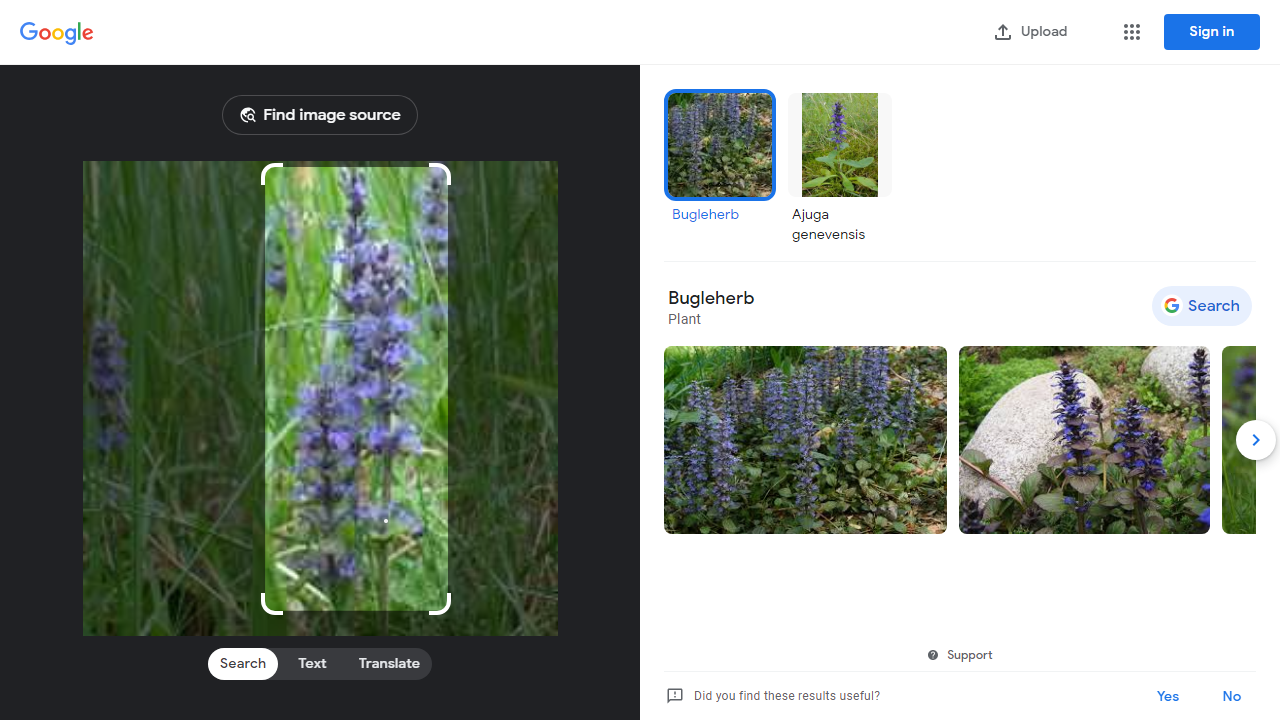 Google
Upload
Sign in
Find image source
Search
Text
Translate
Bugleherb
Ajuga
genevensis
Bugleherb
Plant
Search
Support
Did you find these results useful?
Yes
No